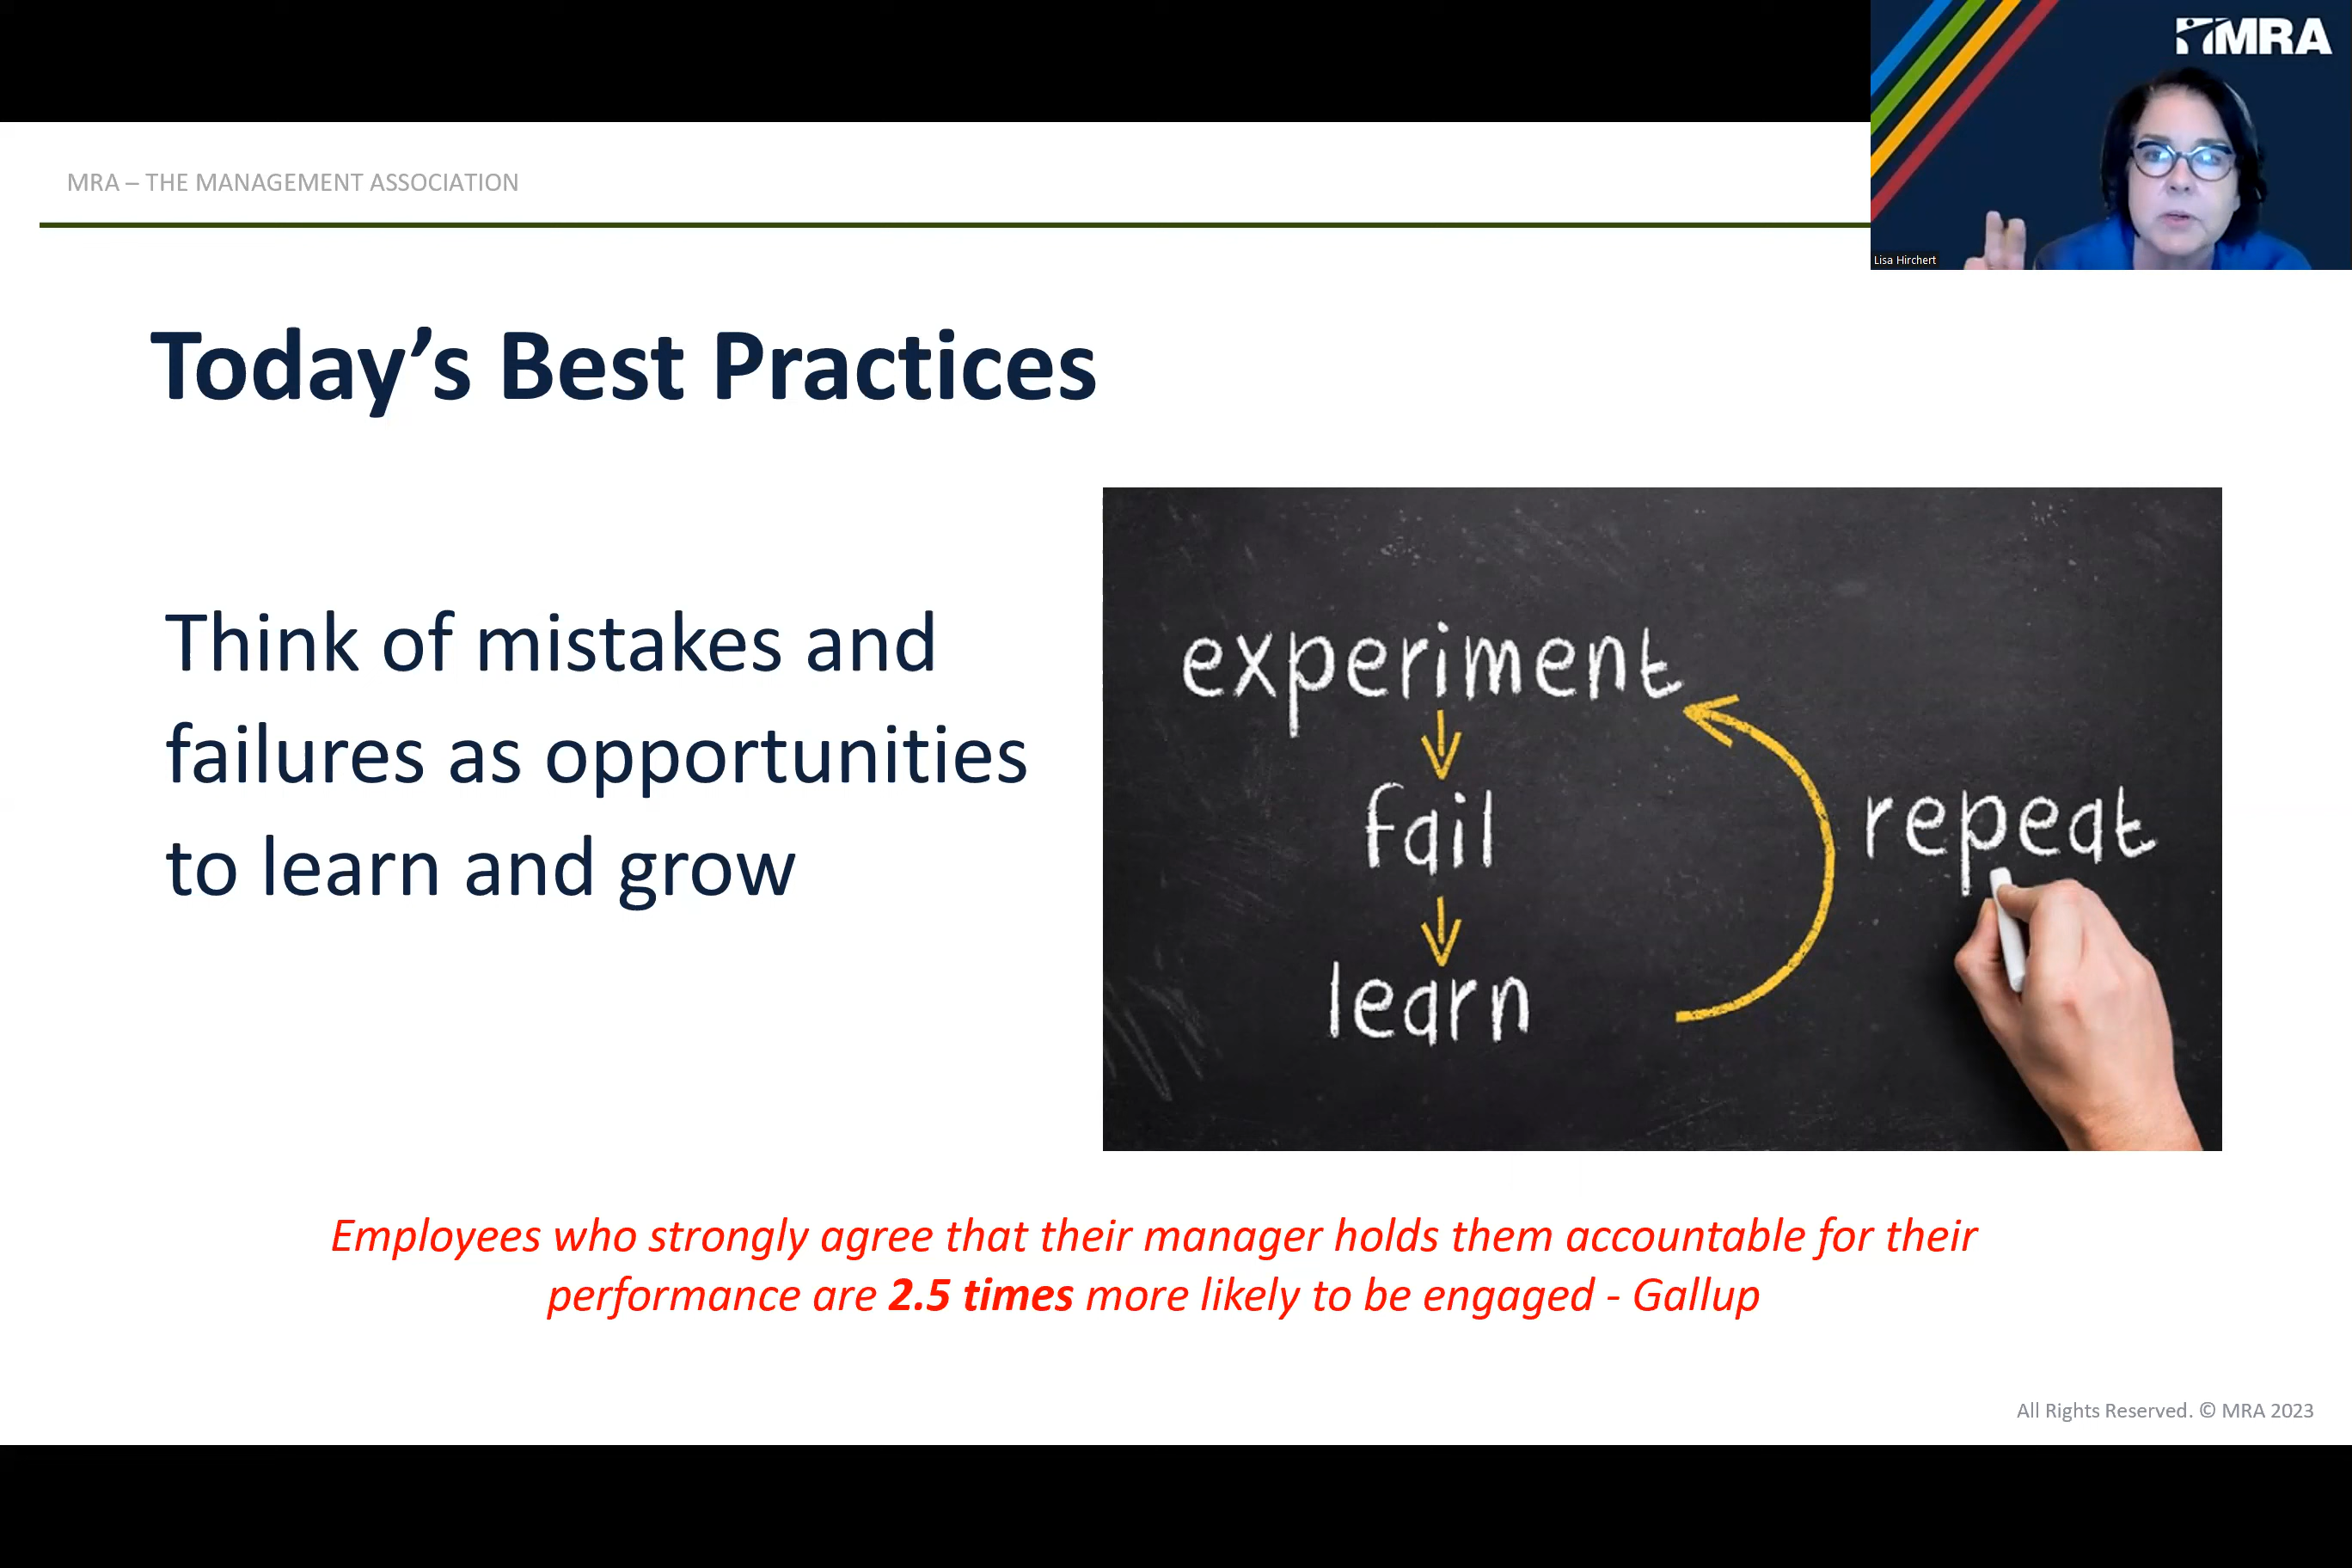 MRA
Lisa Hirchert
MRA – THE MANAGEMENT ASSOCIATION
Today’s Best Practices
Think of mistakes and
failures as opportunities
to learn and grow
experiment
fail
learn
repeat
Employees who strongly agree that their manager holds them accountable for their
performance are 2.5 times more likely to be engaged - Gallup
All Rights Reserved. © MRA 2023